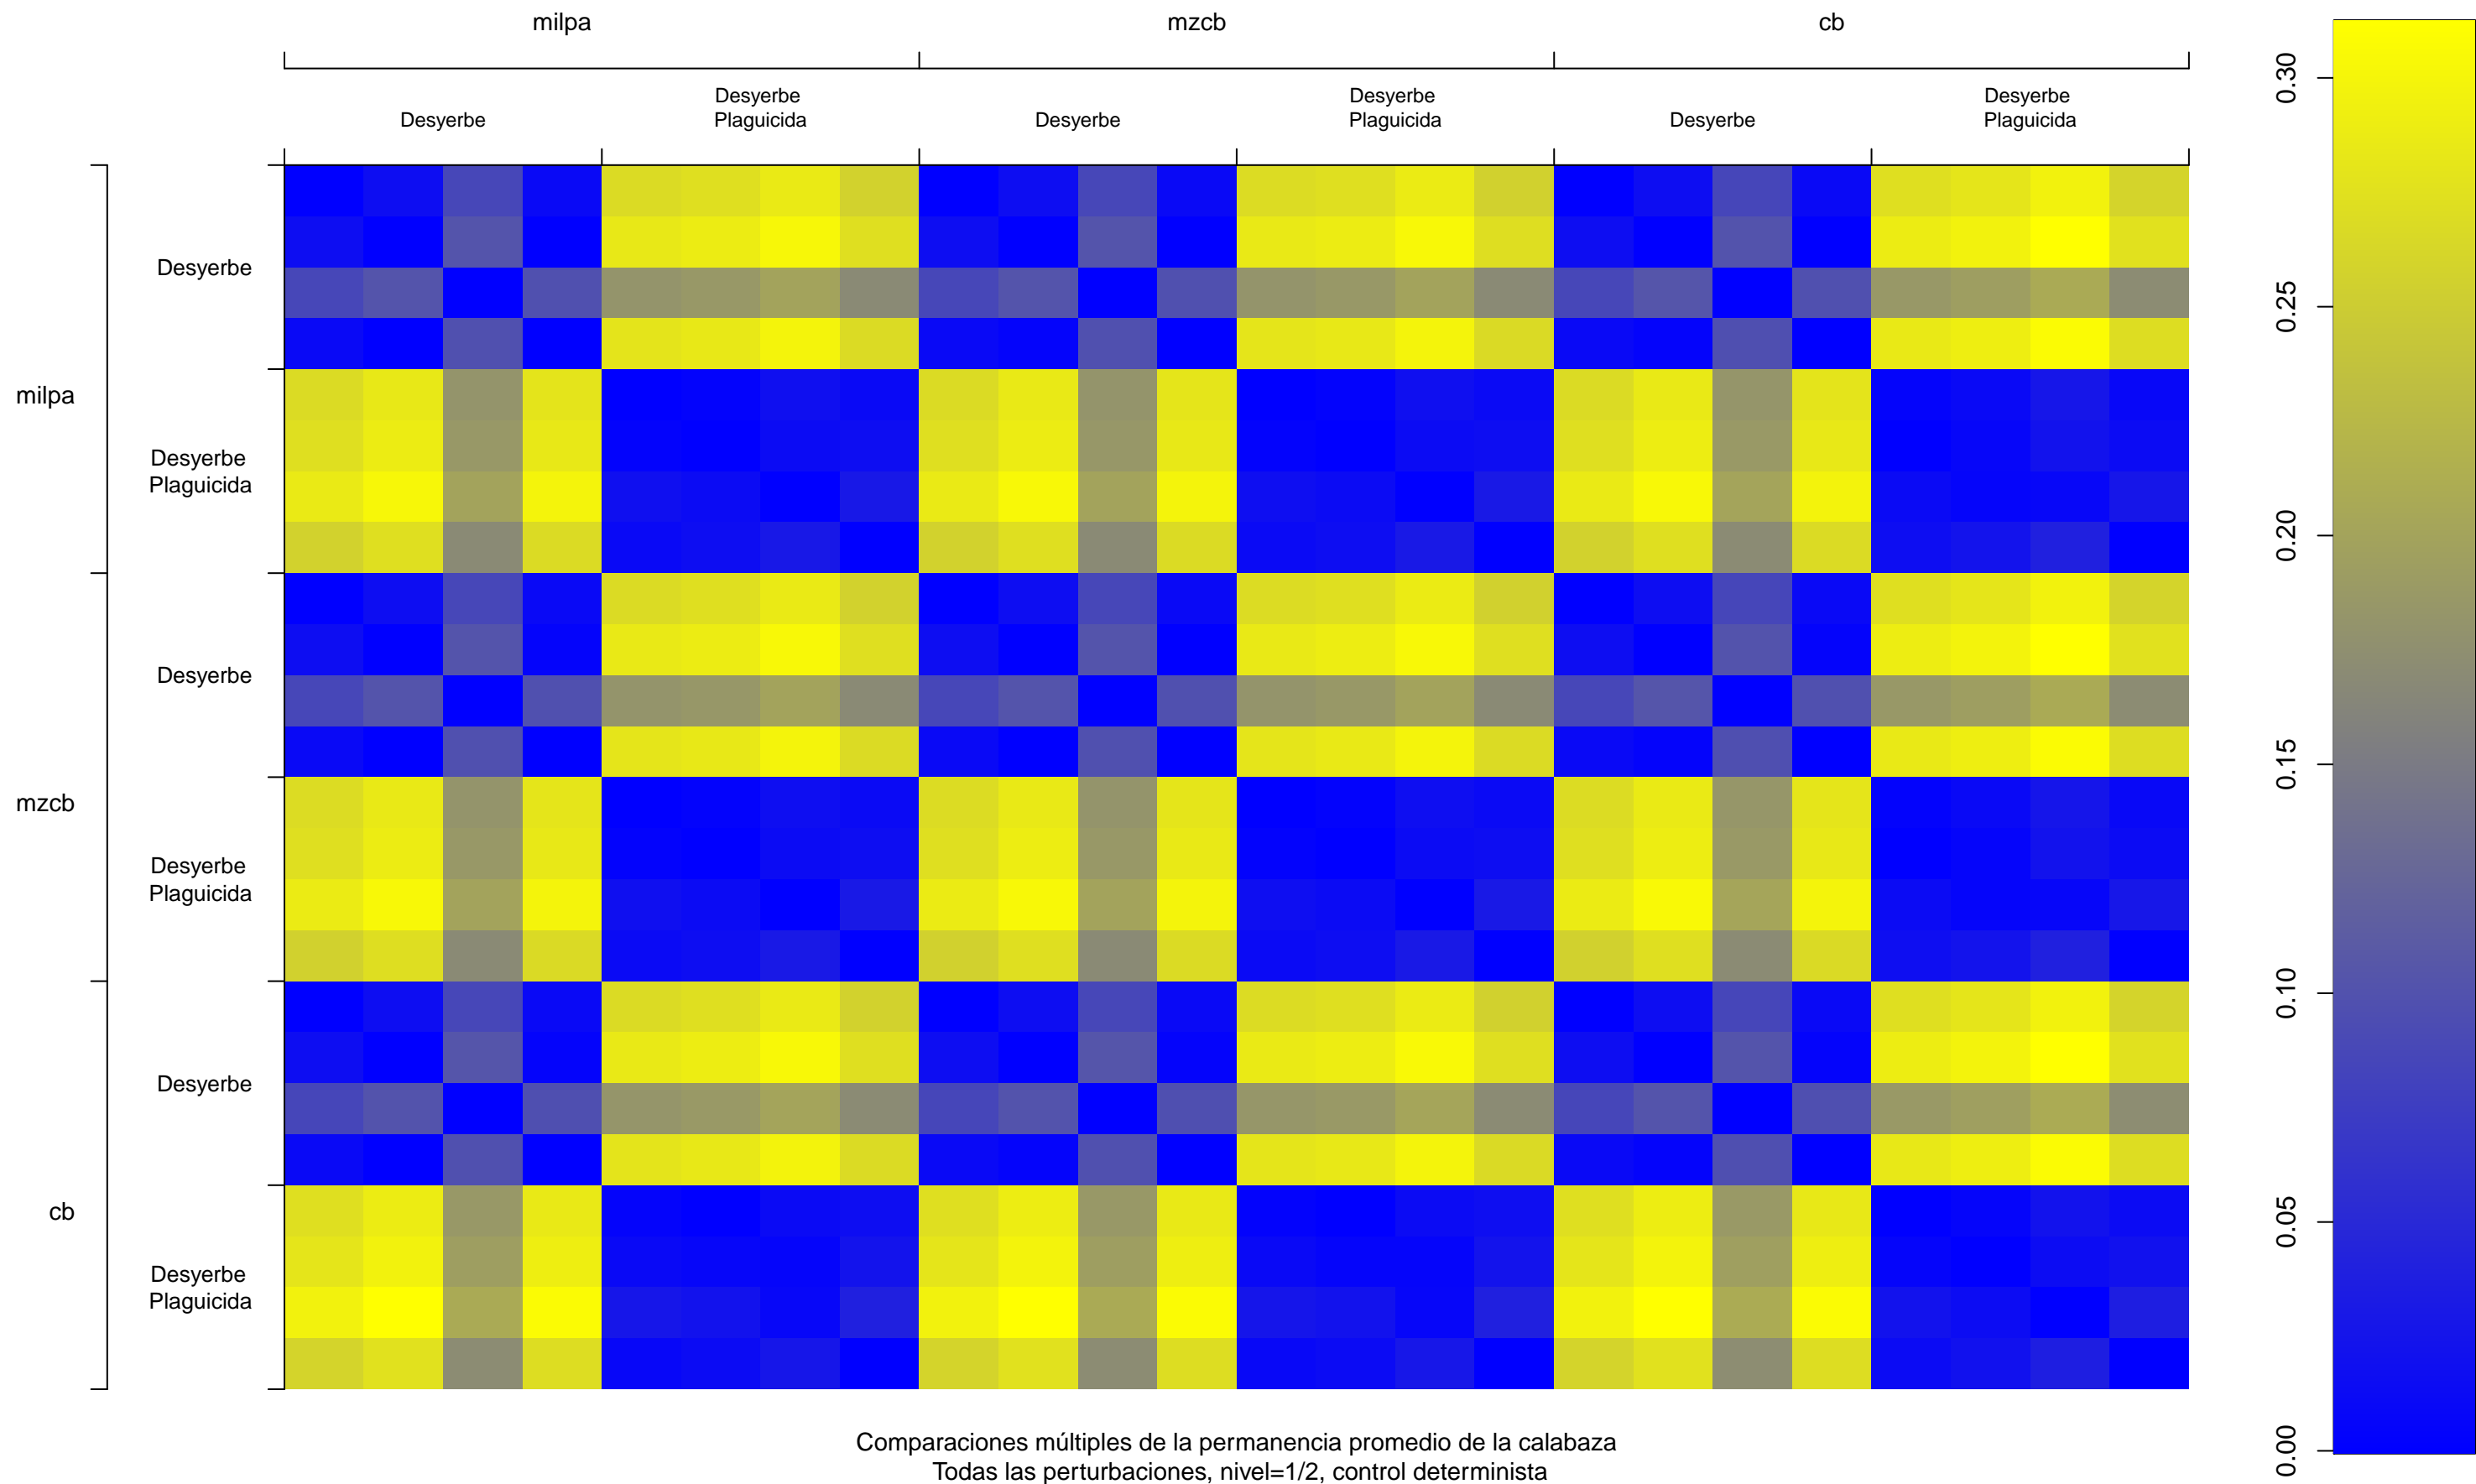 milpa
mzcb
cb
Desyerbe
Desyerbe
Plaguicida
Desyerbe
Desyerbe
Plaguicida
Desyerbe
Desyerbe
Plaguicida
milpa
Desyerbe
Desyerbe
Plaguicida
mzcb
Desyerbe
Desyerbe
Plaguicida
cb
Desyerbe
Desyerbe
Plaguicida
0.30
0.25
0.20
0.15
0.10
0.05
0.00
Comparaciones múltiples de la permanencia promedio de la calabaza
Todas las perturbaciones, nivel=1/2, control determinista